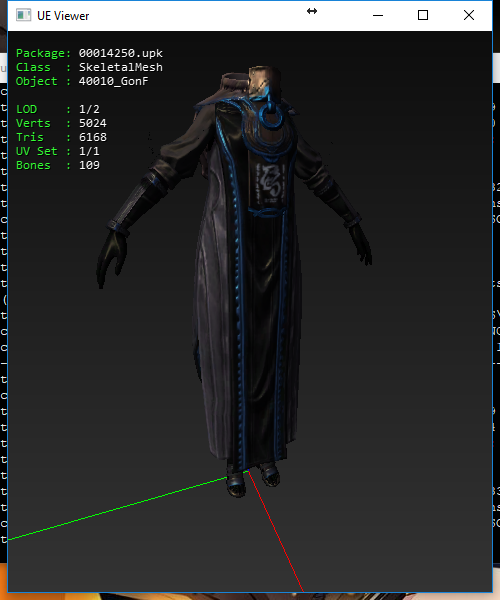 UE Viewer
Package: 00014250.upk
Class : SkeletalMesh
Object : 40010_GonF
LOD : 1/2
Verts : 5024
Tris : 6168
UV Set : 1/1
Bones : 109